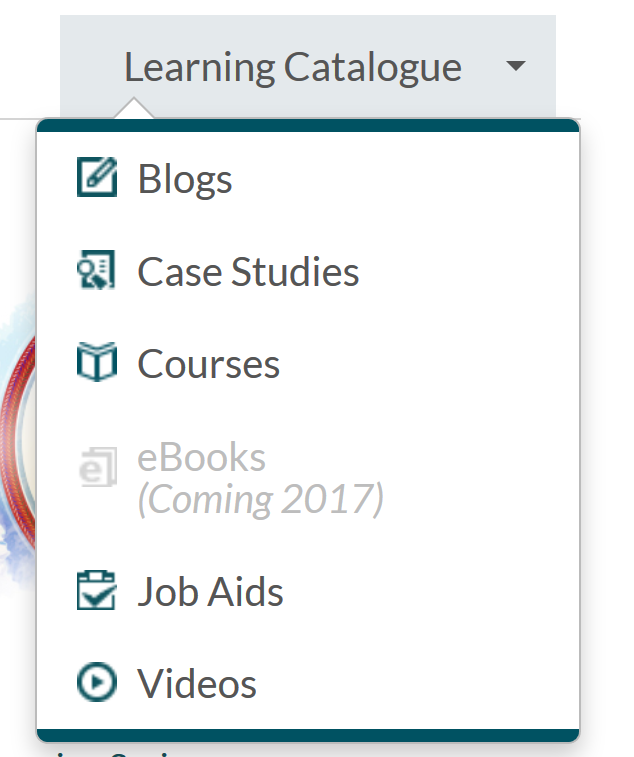 Learning Catalogue
Blogs
Case Studies
Courses
eBooks
(Coming 2017)
Job Aids
Videos